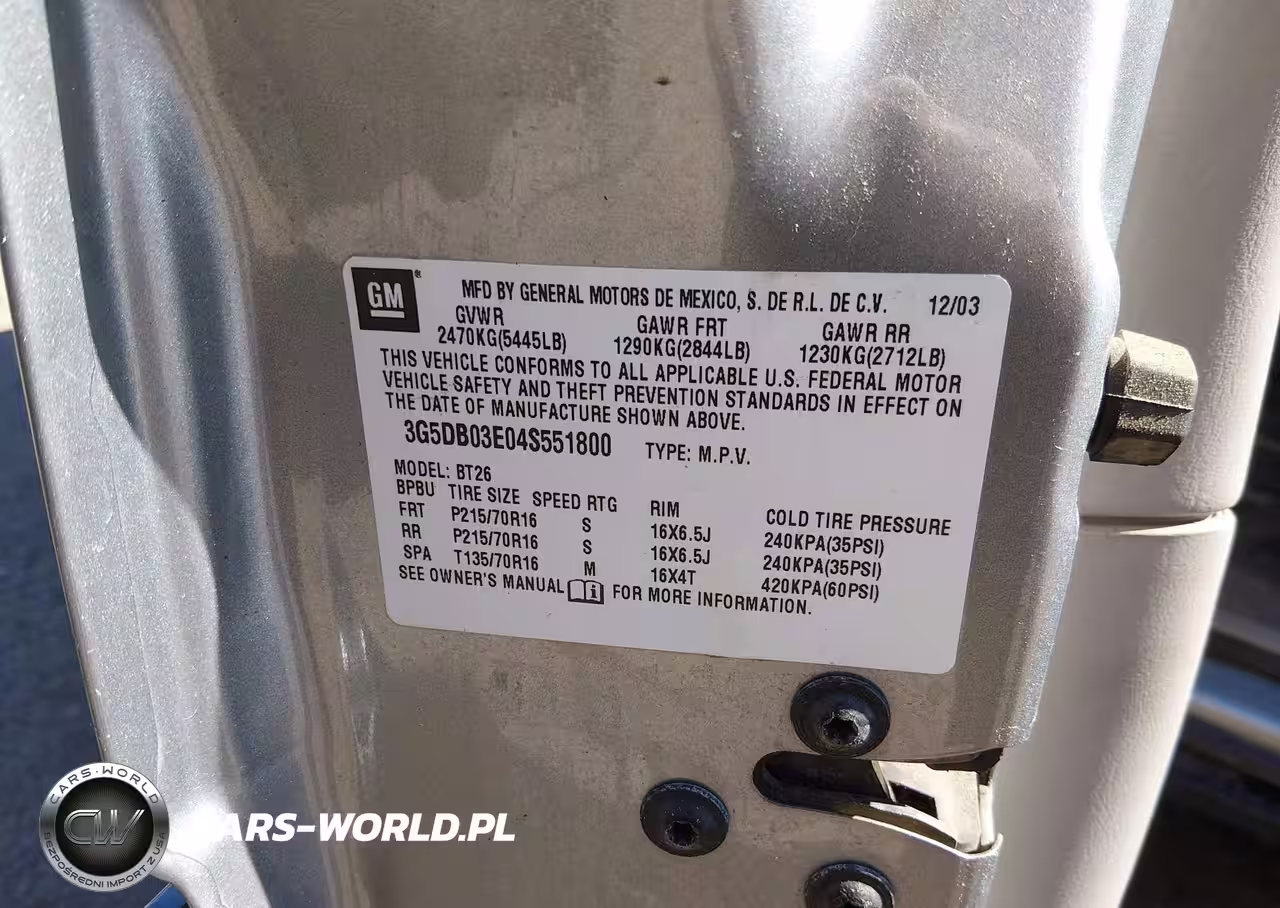 GM®
MFD BY GENERAL MOTORS DE MEXICO, S. DE R.L. DE C.V. 12/03
GVWR GAWR FRT GAWR RR
2470KG(5445LB) 1290KG(2844LB) 1230KG(2712LB)
THIS VEHICLE CONFORMS TO ALL APPLICABLE U.S. FEDERAL MOTOR
VEHICLE SAFETY AND THEFT PREVENTION STANDARDS IN EFFECT ON
THE DATE OF MANUFACTURE SHOWN ABOVE.
3G5DB03E04S551800 TYPE: M.P.V.
MODEL: BT26
BPBU TIRE SIZE SPEED RTG RIM COLD TIRE PRESSURE
FRT P215/70R16 S 16X6.5J 240KPA(35PSI)
RR P215/70R16 S 16X6.5J 240KPA(35PSI)
SPA T135/70R16 M 16X4T 420KPA(60PSI)
SEE OWNER'S MANUAL i FOR MORE INFORMATION.
CARS-WORLD
CW
BEZPOŚREDNI IMPORT Z USA
CARS-WORLD.PL